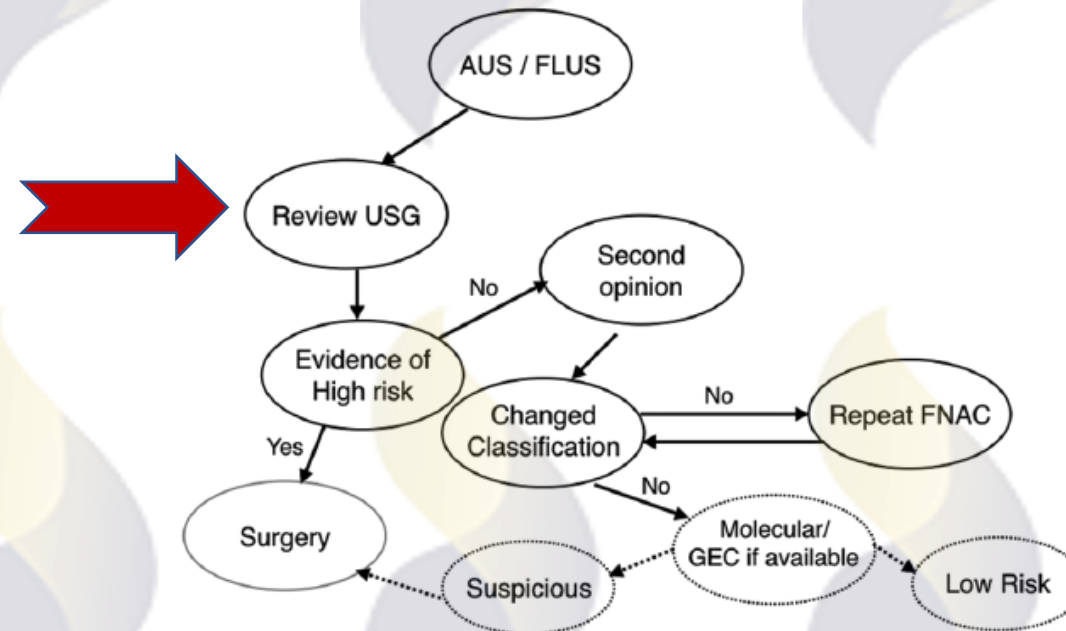 AUS / FLUS
Review USG
Second
opinion
No
Evidence of
High risk
Changed
Classification
No
Repeat FNAC
Yes
No
Surgery
Molecular/
GEC if available
Suspicious
Low Risk